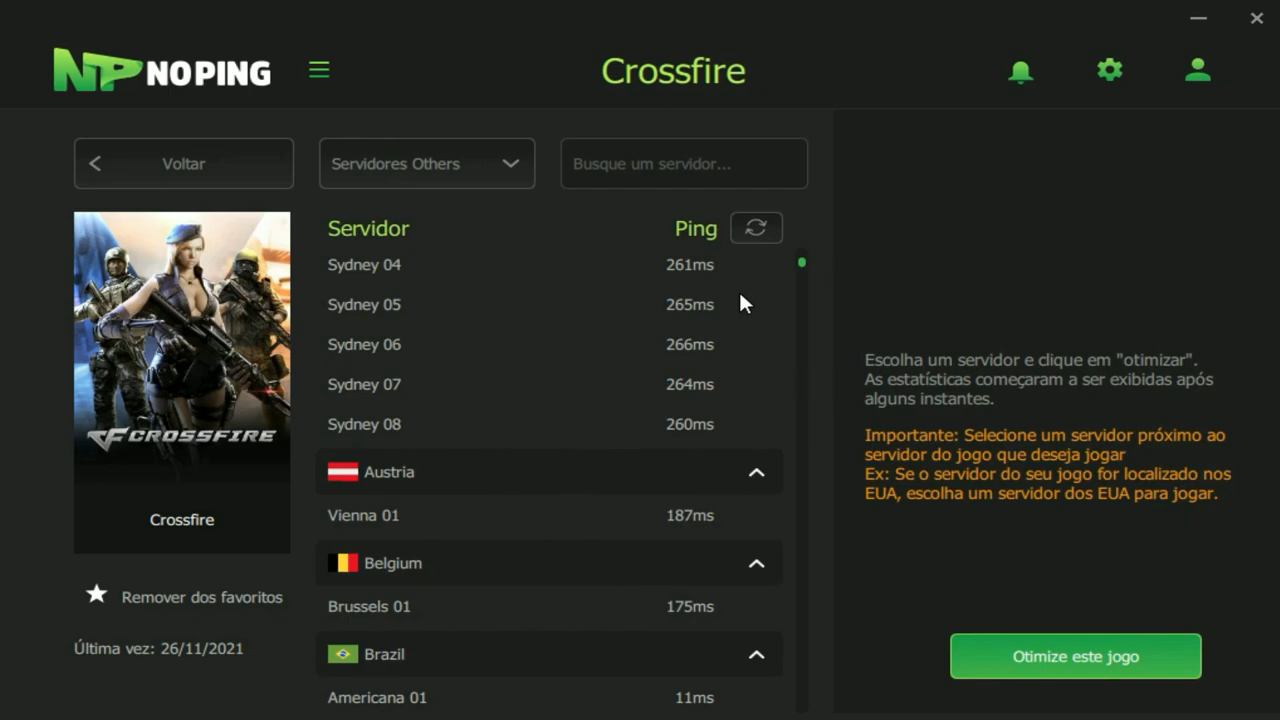 NP NOPING
Crossfire
Voltar
Servidores Others
Busque um servidor...
Servidor Ping
Sydney 04 261ms
Sydney 05 265ms
Sydney 06 266ms
Sydney 07 264ms
Sydney 08 260ms
Austria
Vienna 01 187ms
Belgium
Brussels 01 175ms
Brazil
Americana 01 11ms
CF CROSSFIRE
Crossfire
Remover dos favoritos
Última vez: 26/11/2021
Escolha um servidor e clique em "otimizar".
As estatísticas começaram a ser exibidas após
alguns instantes.
Importante: Selecione um servidor próximo ao
servidor do jogo que deseja jogar
Ex: Se o servidor do seu jogo for localizado nos
EUA, escolha um servidor dos EUA para jogar.
Otimize este jogo